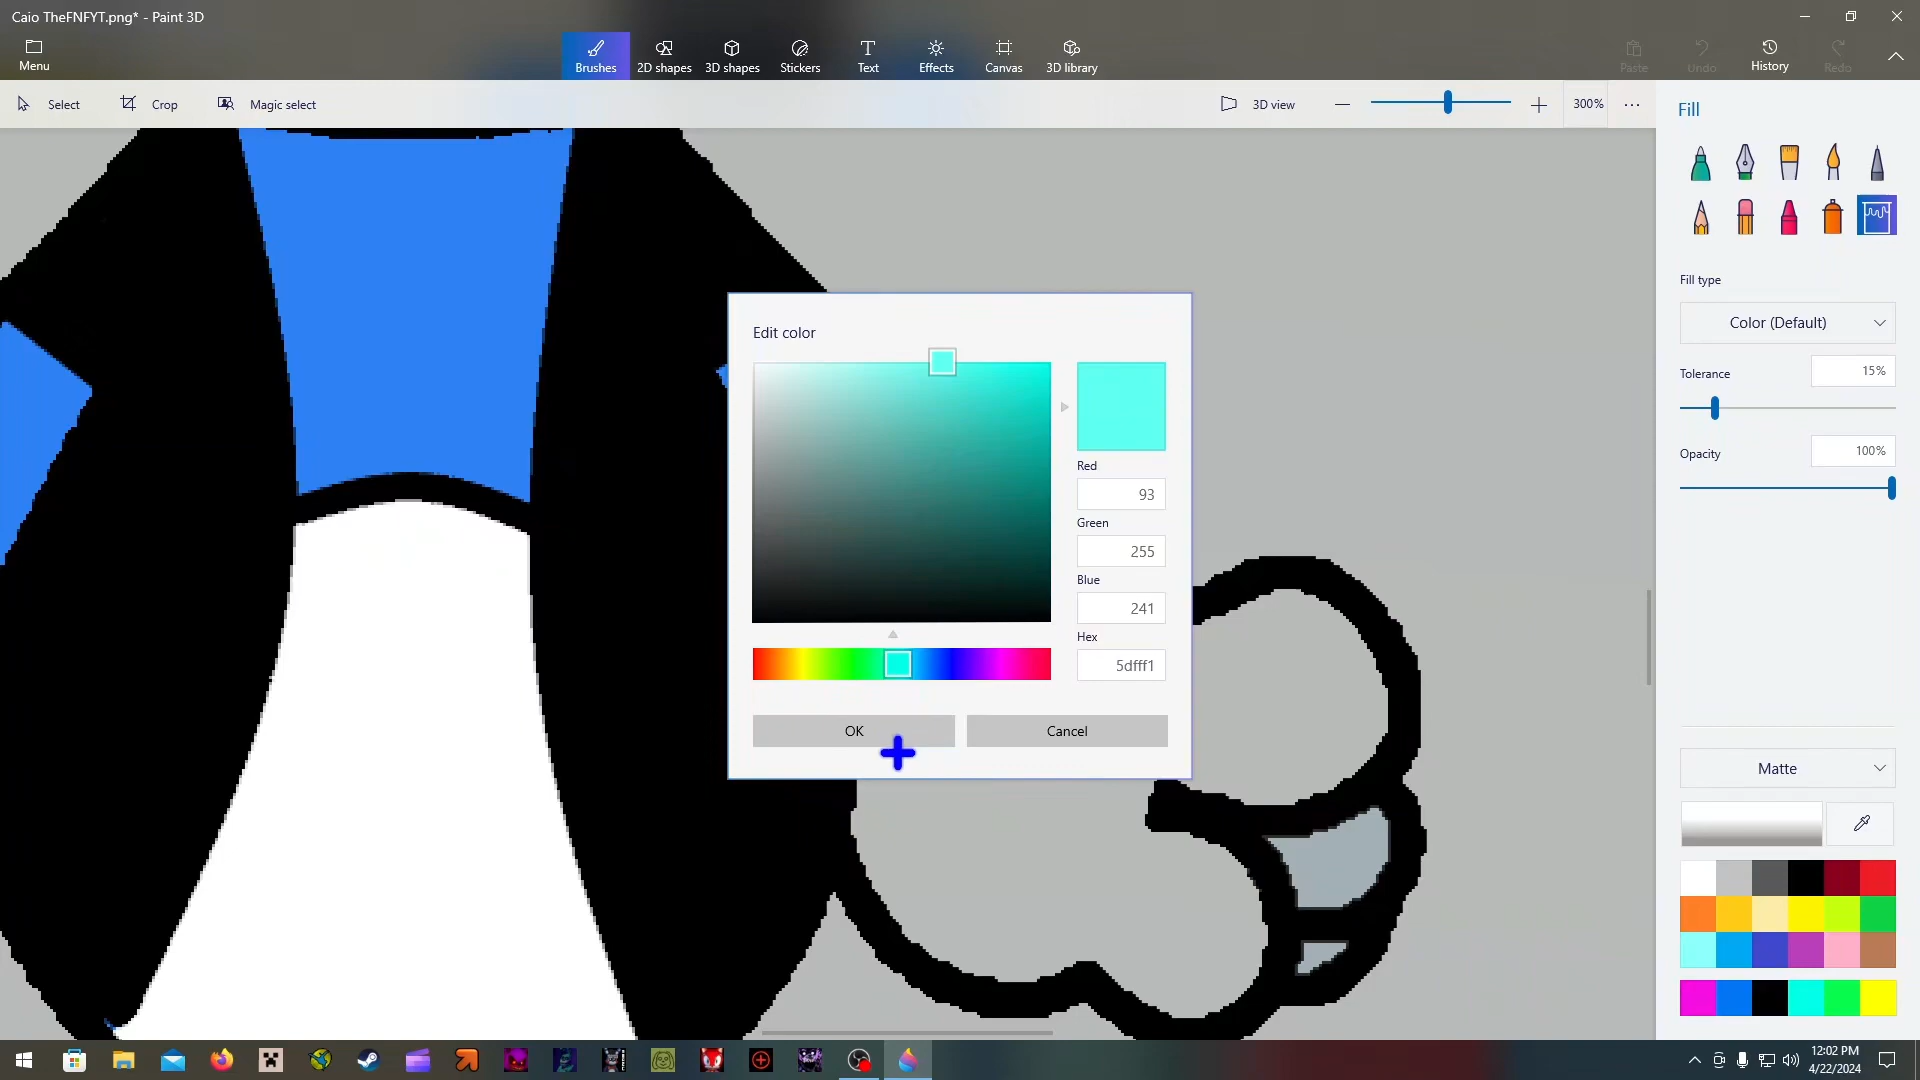 Caio TheFNFYT.png* - Paint 3D
Menu
Brushes
2D shapes
3D shapes
Stickers
Text
Effects
Canvas
3D library
Paste
Undo
History
Redo
Select
Crop
Magic select
3D view
300%
Fill
Fill type
Color (Default)
Tolerance
15%
Opacity
100%
Edit color
Red
93
Green
255
Blue
241
Hex
5dfff1
OK
Cancel
Matte
12:02 PM
4/22/2024